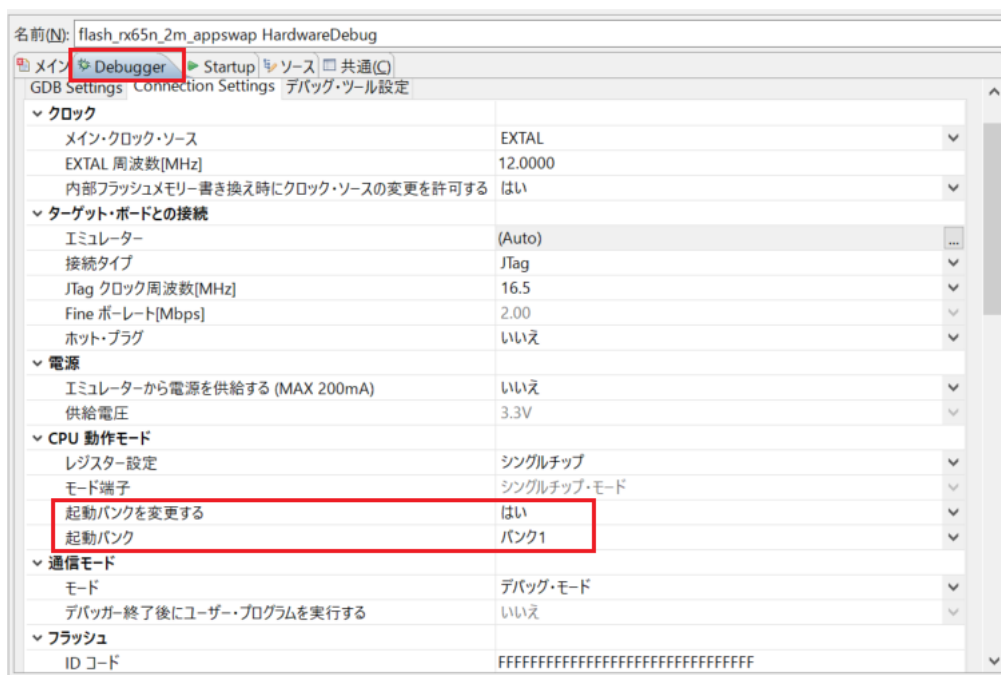 名前(N): flash_rx65n_2m_appswap HardwareDebug
メイン Debugger Startup ソース 共通(C)
GDB Settings Connection Settings デバッグ・ツール設定
クロック
メイン・クロック・ソース EXTAL
EXTAL 周波数[MHz] 12.0000
内部フラッシュメモリー書き換え時にクロック・ソースの変更を許可する はい
ターゲット・ボードとの接続
エミュレーター (Auto) ...
接続タイプ JTag
JTag クロック周波数[MHz] 16.5
Fine ボーレート[Mbps] 2.00
ホット・プラグ いいえ
電源
エミュレーターから電源を供給する (MAX 200mA) いいえ
供給電圧 3.3V
CPU 動作モード
レジスター設定 シングルチップ
モード端子 シングルチップ・モード
起動バンクを変更する はい
起動バンク バンク1
通信モード
モード デバッグ・モード
デバッガー終了後にユーザー・プログラムを実行する いいえ
フラッシュ
ID コード FFFFFFFFFFFFFFFFFFFFFFFFFFFFFFFF